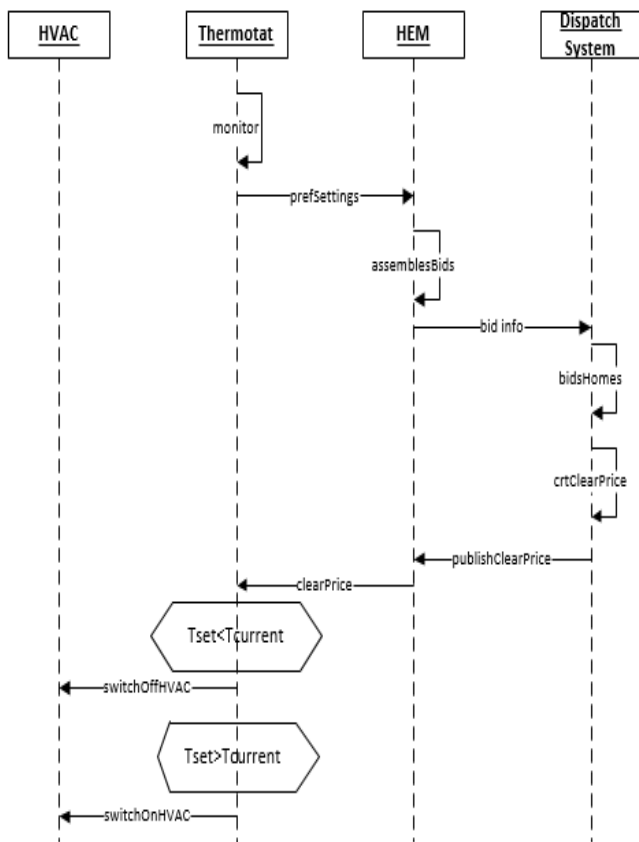 HVAC
Thermotat
HEM
Dispatch
System
monitor
prefSettings
assemblesBids
bid info
bidsHomes
crtClearPrice
publishClearPrice
clearPrice
Tset<Tcurrent
switchOffHVAC
Tset>Tcurrent
switchOnHVAC